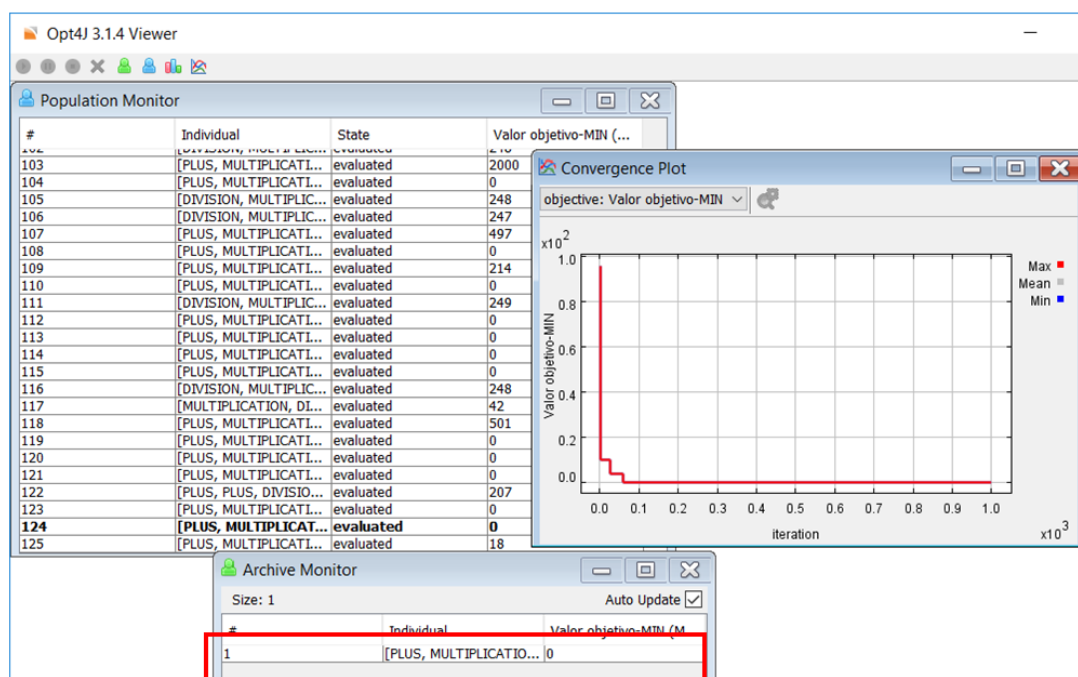 Opt4J 3.1.4 Viewer
Population Monitor
# Individual State Valor objetivo-MIN (...
103 [PLUS, MULTIPLICATI... evaluated 2000
104 [PLUS, MULTIPLICATI... evaluated 0
105 [DIVISION, MULTIPLIC... evaluated 248
106 [DIVISION, MULTIPLIC... evaluated 247
107 [PLUS, MULTIPLICATI... evaluated 497
108 [PLUS, MULTIPLICATI... evaluated 0
109 [PLUS, MULTIPLICATI... evaluated 214
110 [PLUS, MULTIPLICATI... evaluated 0
111 [DIVISION, MULTIPLIC... evaluated 249
112 [PLUS, MULTIPLICATI... evaluated 0
113 [PLUS, MULTIPLICATI... evaluated 0
114 [PLUS, MULTIPLICATI... evaluated 0
115 [PLUS, MULTIPLICATI... evaluated 0
116 [DIVISION, MULTIPLIC... evaluated 248
117 [MULTIPLICATION, DI... evaluated 42
118 [PLUS, MULTIPLICATI... evaluated 501
119 [PLUS, MULTIPLICATI... evaluated 0
120 [PLUS, MULTIPLICATI... evaluated 0
121 [PLUS, MULTIPLICATI... evaluated 0
122 [PLUS, PLUS, DIVISIO... evaluated 207
123 [PLUS, MULTIPLICATI... evaluated 0
124 [PLUS, MULTIPLICAT... evaluated 0
125 [PLUS, MULTIPLICATI... evaluated 18
Convergence Plot
objective: Valor objetivo-MIN
x10^2
1.0
0.8
0.6
0.4
0.2
0.0
Valor objetivo-MIN
Max
Mean
Min
0.0 0.1 0.2 0.3 0.4 0.5 0.6 0.7 0.8 0.9 1.0
iteration x10^3
Archive Monitor
Size: 1 Auto Update
# Individual Valor objetivo-MIN (M...
1 [PLUS, MULTIPLICATIO... 0